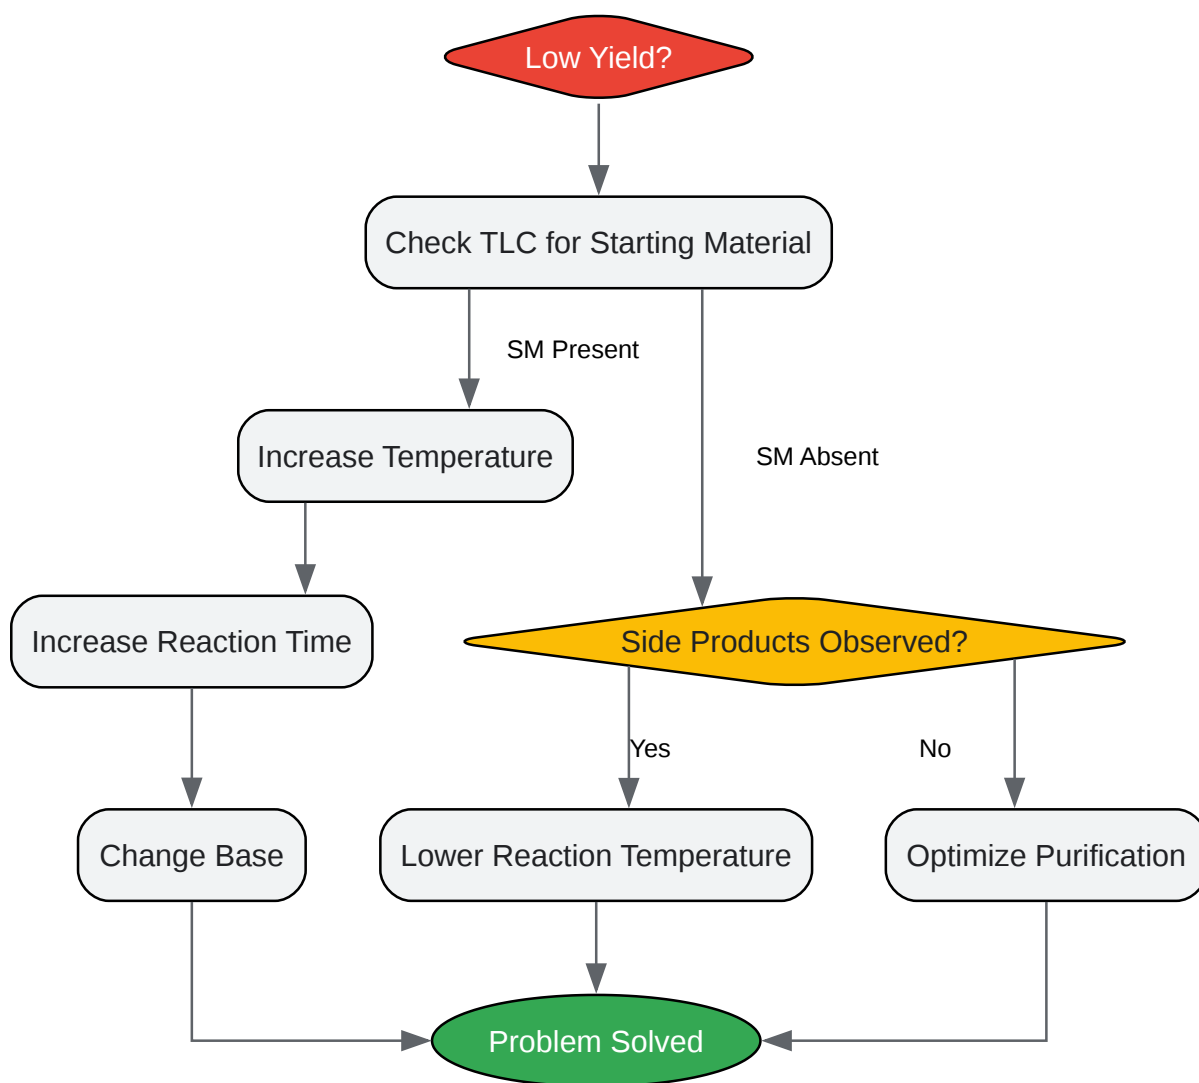 Low Yield?
Check TLC for Starting Material
SM Present
Increase Temperature
SM Absent
Increase Reaction Time
Side Products Observed?
Yes
No
Change Base
Lower Reaction Temperature
Optimize Purification
Problem Solved